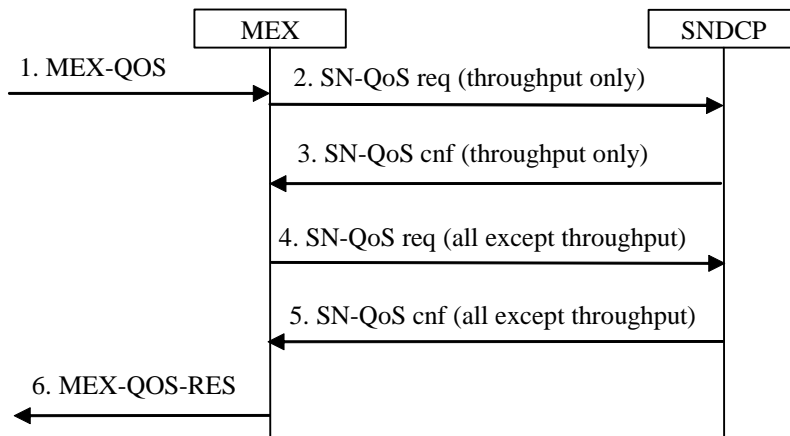 MEX
SNDCP
1. MEX-QOS
2. SN-QoS req (throughput only)
3. SN-QoS cnf (throughput only)
4. SN-QoS req (all except throughput)
5. SN-QoS cnf (all except throughput)
6. MEX-QOS-RES